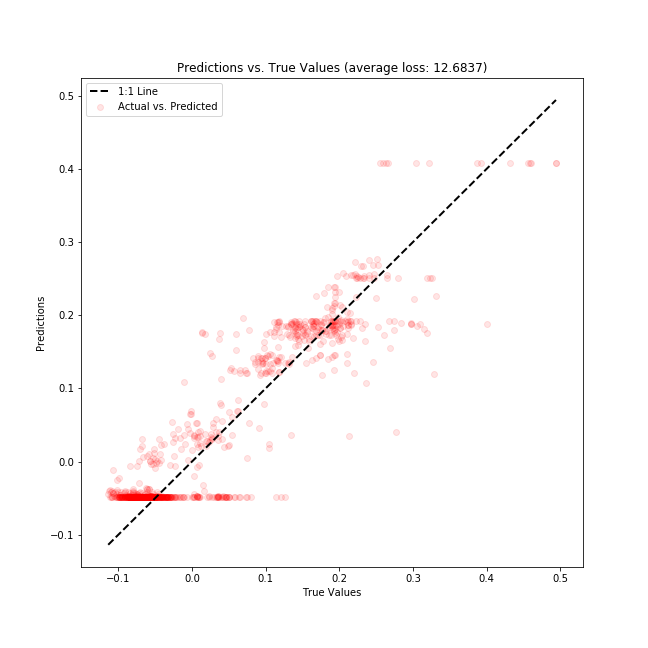 Predictions vs. True Values (average loss: 12.6837)
1:1 Line
Actual vs. Predicted
0.5
0.4
0.3
0.2
0.1
0.0
−0.1
Predictions
−0.1 0.0 0.1 0.2 0.3 0.4 0.5
True Values